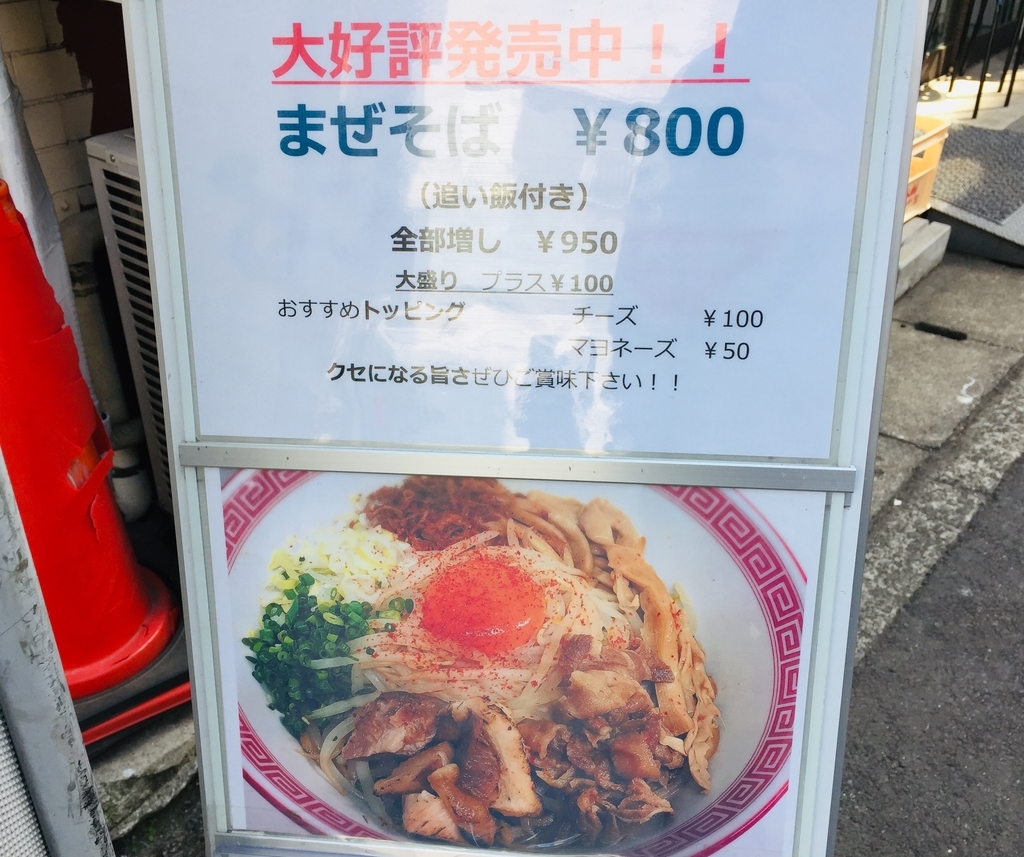 大好評発売中！！
まぜそば ￥800
（追い飯付き）
全部増し ￥950
大盛り プラス￥100
おすすめトッピング チーズ ￥100
マヨネーズ ￥50
クセになる旨さぜひご賞味下さい！！